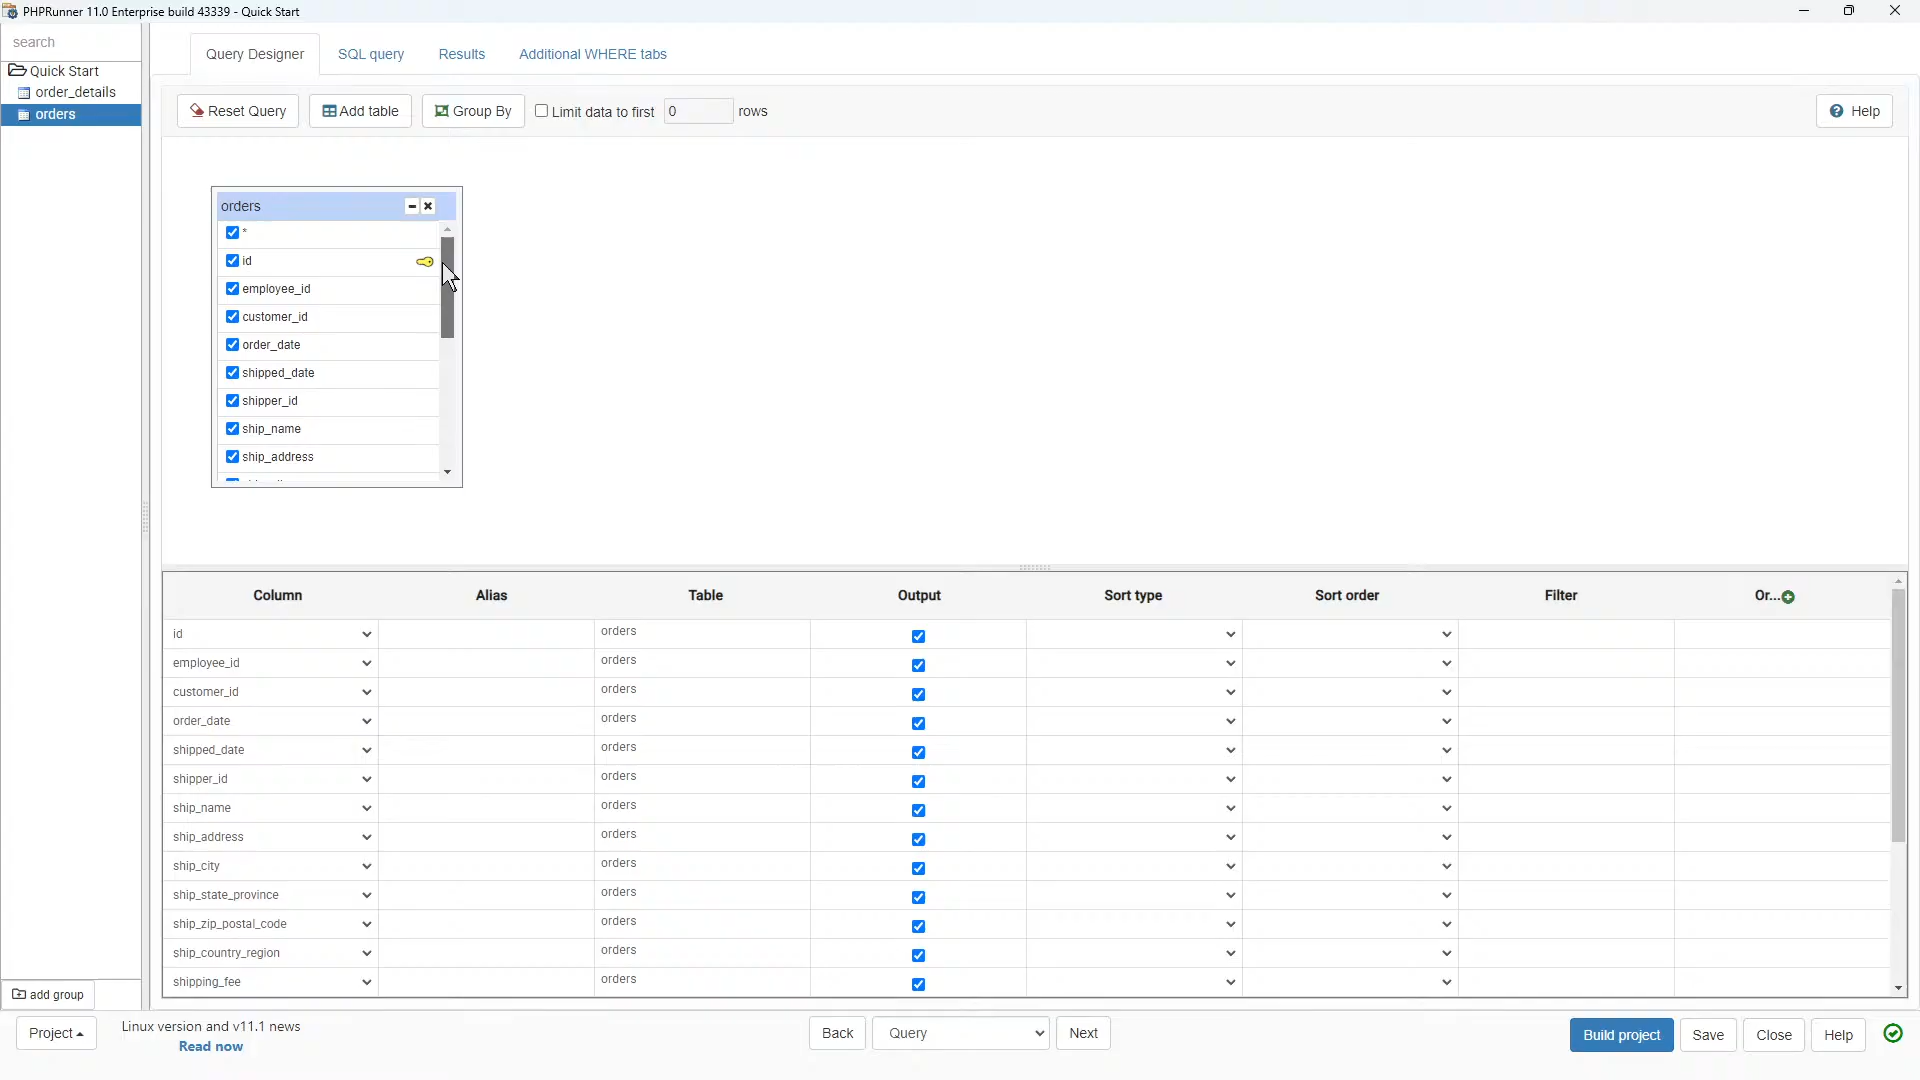 PHPRunner 11.0 Enterprise build 43339 - Quick Start
search
Quick Start
order_details
orders
add group
Query Designer SQL query Results Additional WHERE tabs
Reset Query Add table Group By Limit data to first 0 rows Help
orders
*
id
employee_id
customer_id
order_date
shipped_date
shipper_id
ship_name
ship_address
Column Alias Table Output Sort type Sort order Filter Or...
id orders
employee_id orders
customer_id orders
order_date orders
shipped_date orders
shipper_id orders
ship_name orders
ship_address orders
ship_city orders
ship_state_province orders
ship_zip_postal_code orders
ship_country_region orders
shipping_fee orders
Project Linux version and v11.1 news Back Query Next Build project Save Close Help
Read now